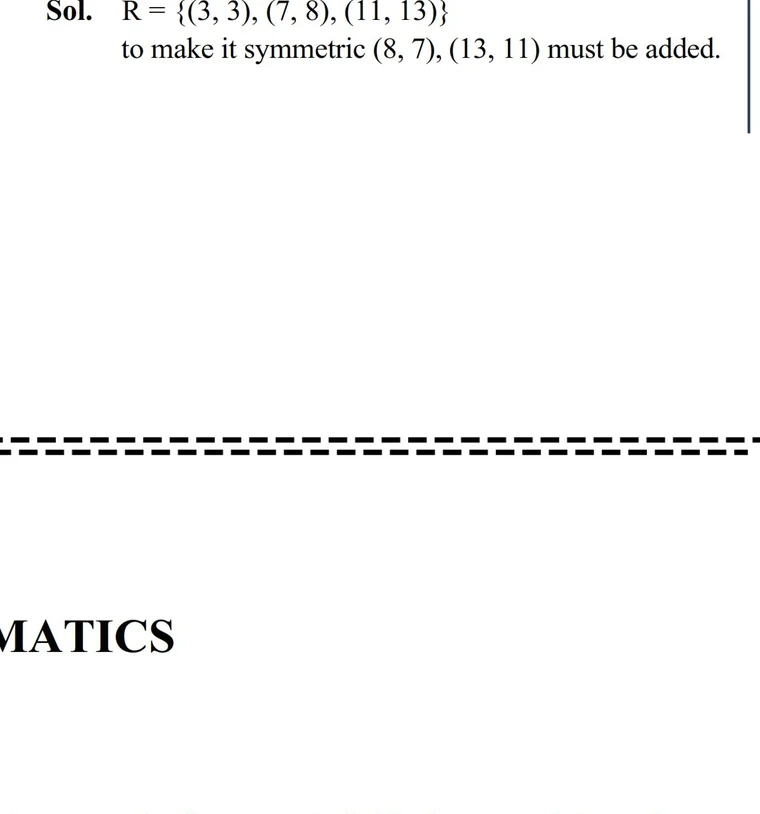 Sol. R = {(3, 3), (7, 8), (11, 13)}
to make it symmetric (8, 7), (13, 11) must be added.
MATICS